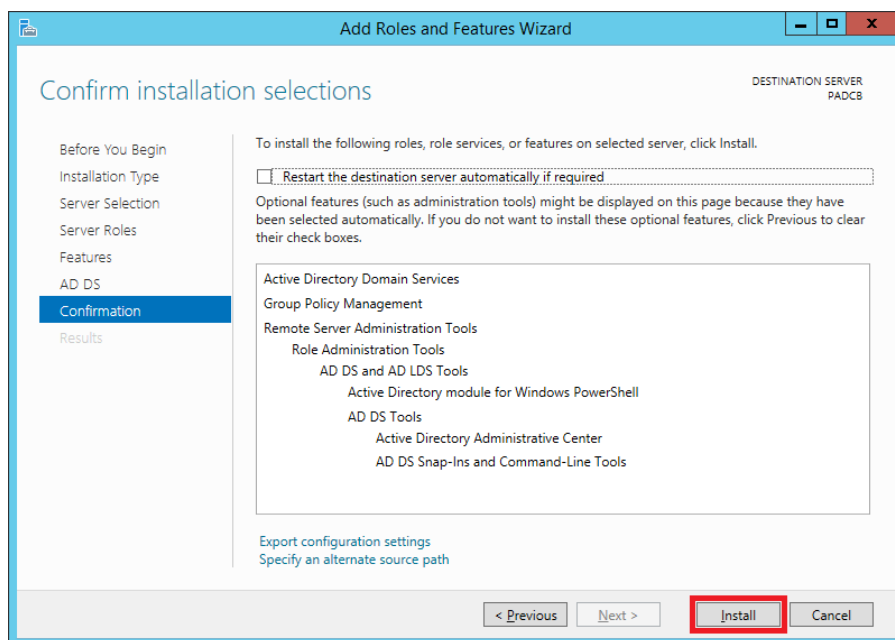 Add Roles and Features Wizard
Confirm installation selections
DESTINATION SERVER
PADCB
Before You Begin
Installation Type
Server Selection
Server Roles
Features
AD DS
Confirmation
Results
To install the following roles, role services, or features on selected server, click Install.
Restart the destination server automatically if required
Optional features (such as administration tools) might be displayed on this page because they have
been selected automatically. If you do not want to install these optional features, click Previous to clear
their check boxes.
Active Directory Domain Services
Group Policy Management
Remote Server Administration Tools
Role Administration Tools
AD DS and AD LDS Tools
Active Directory module for Windows PowerShell
AD DS Tools
Active Directory Administrative Center
AD DS Snap-Ins and Command-Line Tools
Export configuration settings
Specify an alternate source path
< Previous
Next >
Install
Cancel